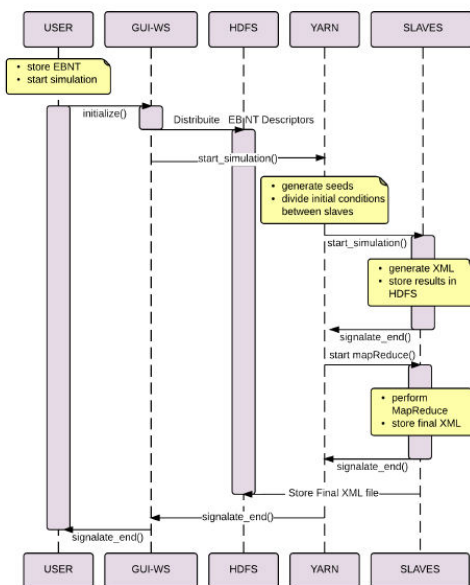 USER
GUI-WS
HDFS
YARN
SLAVES
• store EBNT
• start simulation
initialize()
Distribuite EBNT Descriptors
start_simulation()
• generate seeds
• divide initial conditions
between slaves
start_simulation()
• generate XML
• store results in
HDFS
signalate_end()
start mapReduce()
• perform
MapReduce
• store final XML
signalate_end()
Store Final XML file
signalate_end()
signalate_end()
USER
GUI-WS
HDFS
YARN
SLAVES